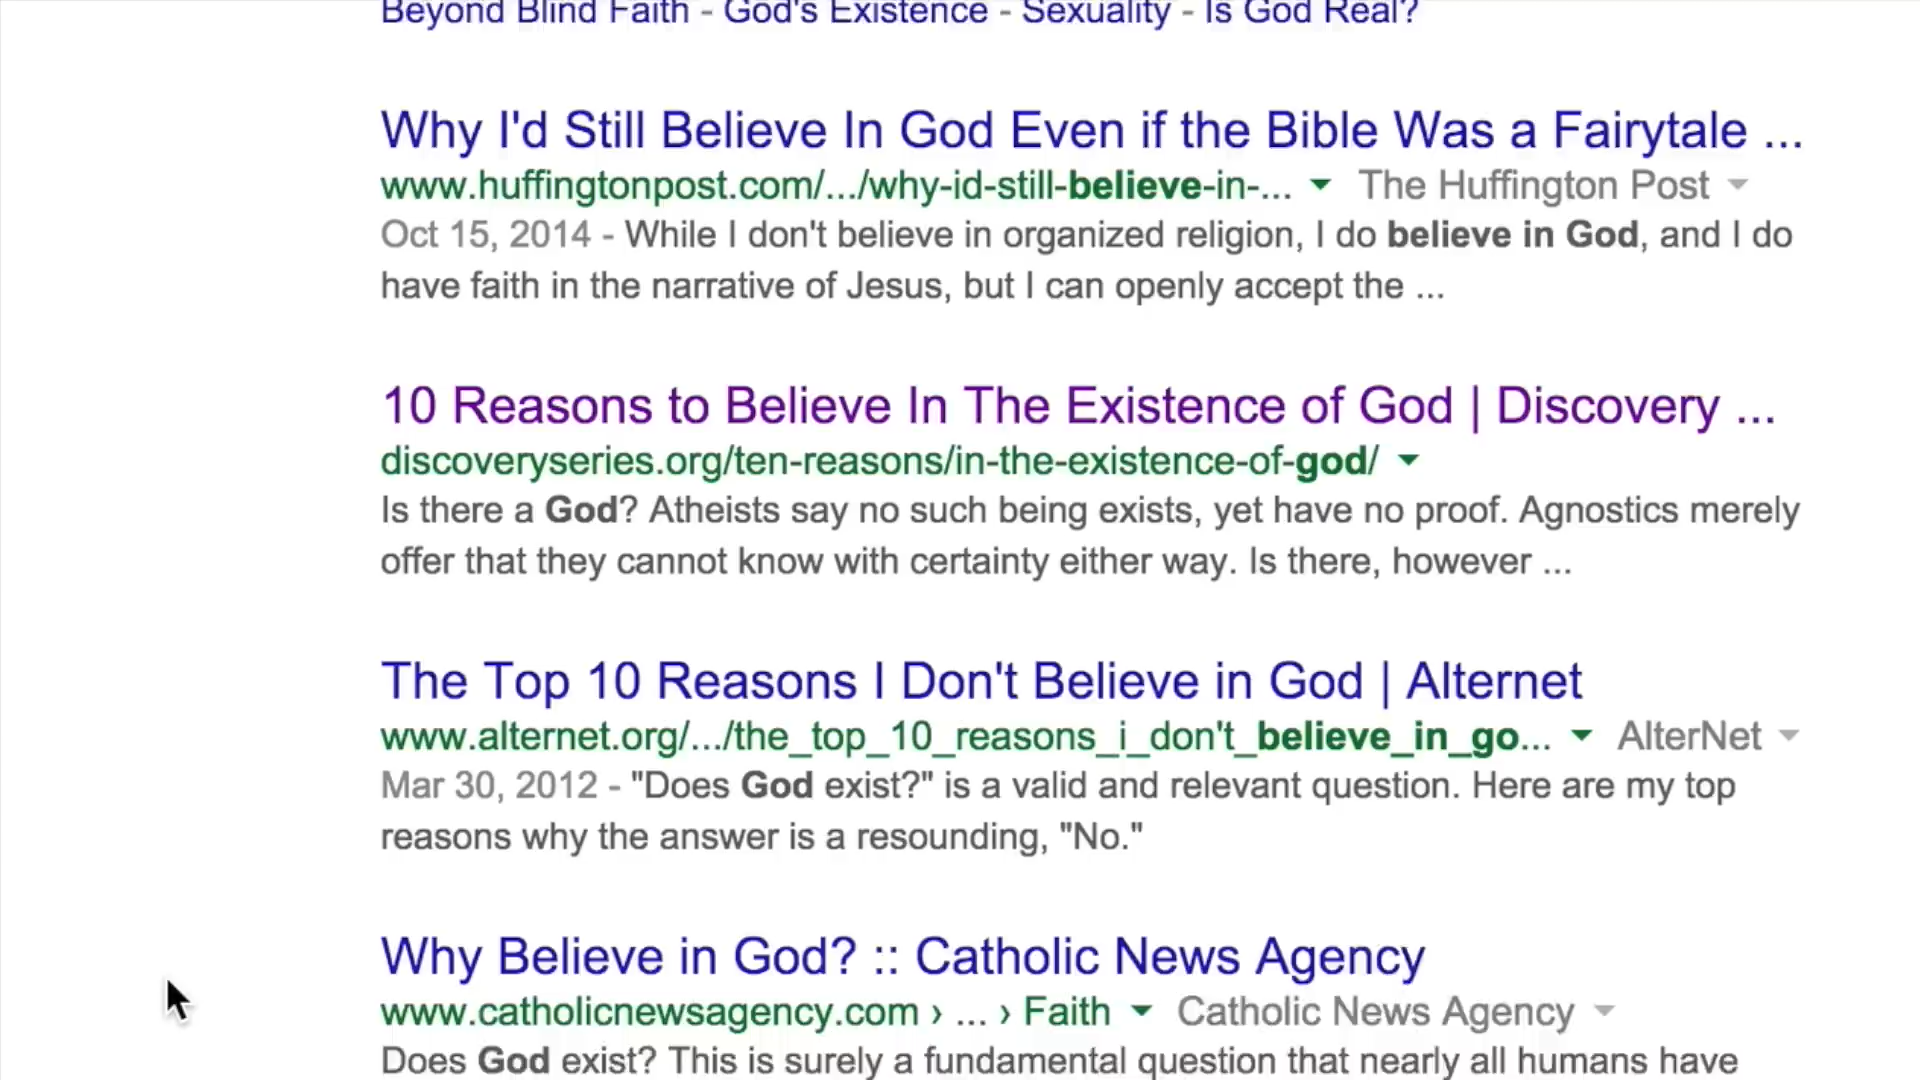 Beyond Blind Faith - God's Existence - Sexuality - Is God Real?
Why I'd Still Believe In God Even if the Bible Was a Fairytale ...
www.huffingtonpost.com/.../why-id-still-believe-in-... The Huffington Post
Oct 15, 2014 - While I don't believe in organized religion, I do believe in God, and I do
have faith in the narrative of Jesus, but I can openly accept the ...
10 Reasons to Believe In The Existence of God | Discovery ...
discoveryseries.org/ten-reasons/in-the-existence-of-god/
Is there a God? Atheists say no such being exists, yet have no proof. Agnostics merely
offer that they cannot know with certainty either way. Is there, however ...
The Top 10 Reasons I Don't Believe in God | Alternet
www.alternet.org/.../the_top_10_reasons_i_don't_believe_in_go... AlterNet
Mar 30, 2012 - "Does God exist?" is a valid and relevant question. Here are my top
reasons why the answer is a resounding, "No."
Why Believe in God? :: Catholic News Agency
www.catholicnewsagency.com › ... › Faith Catholic News Agency
Does God exist? This is surely a fundamental question that nearly all humans have